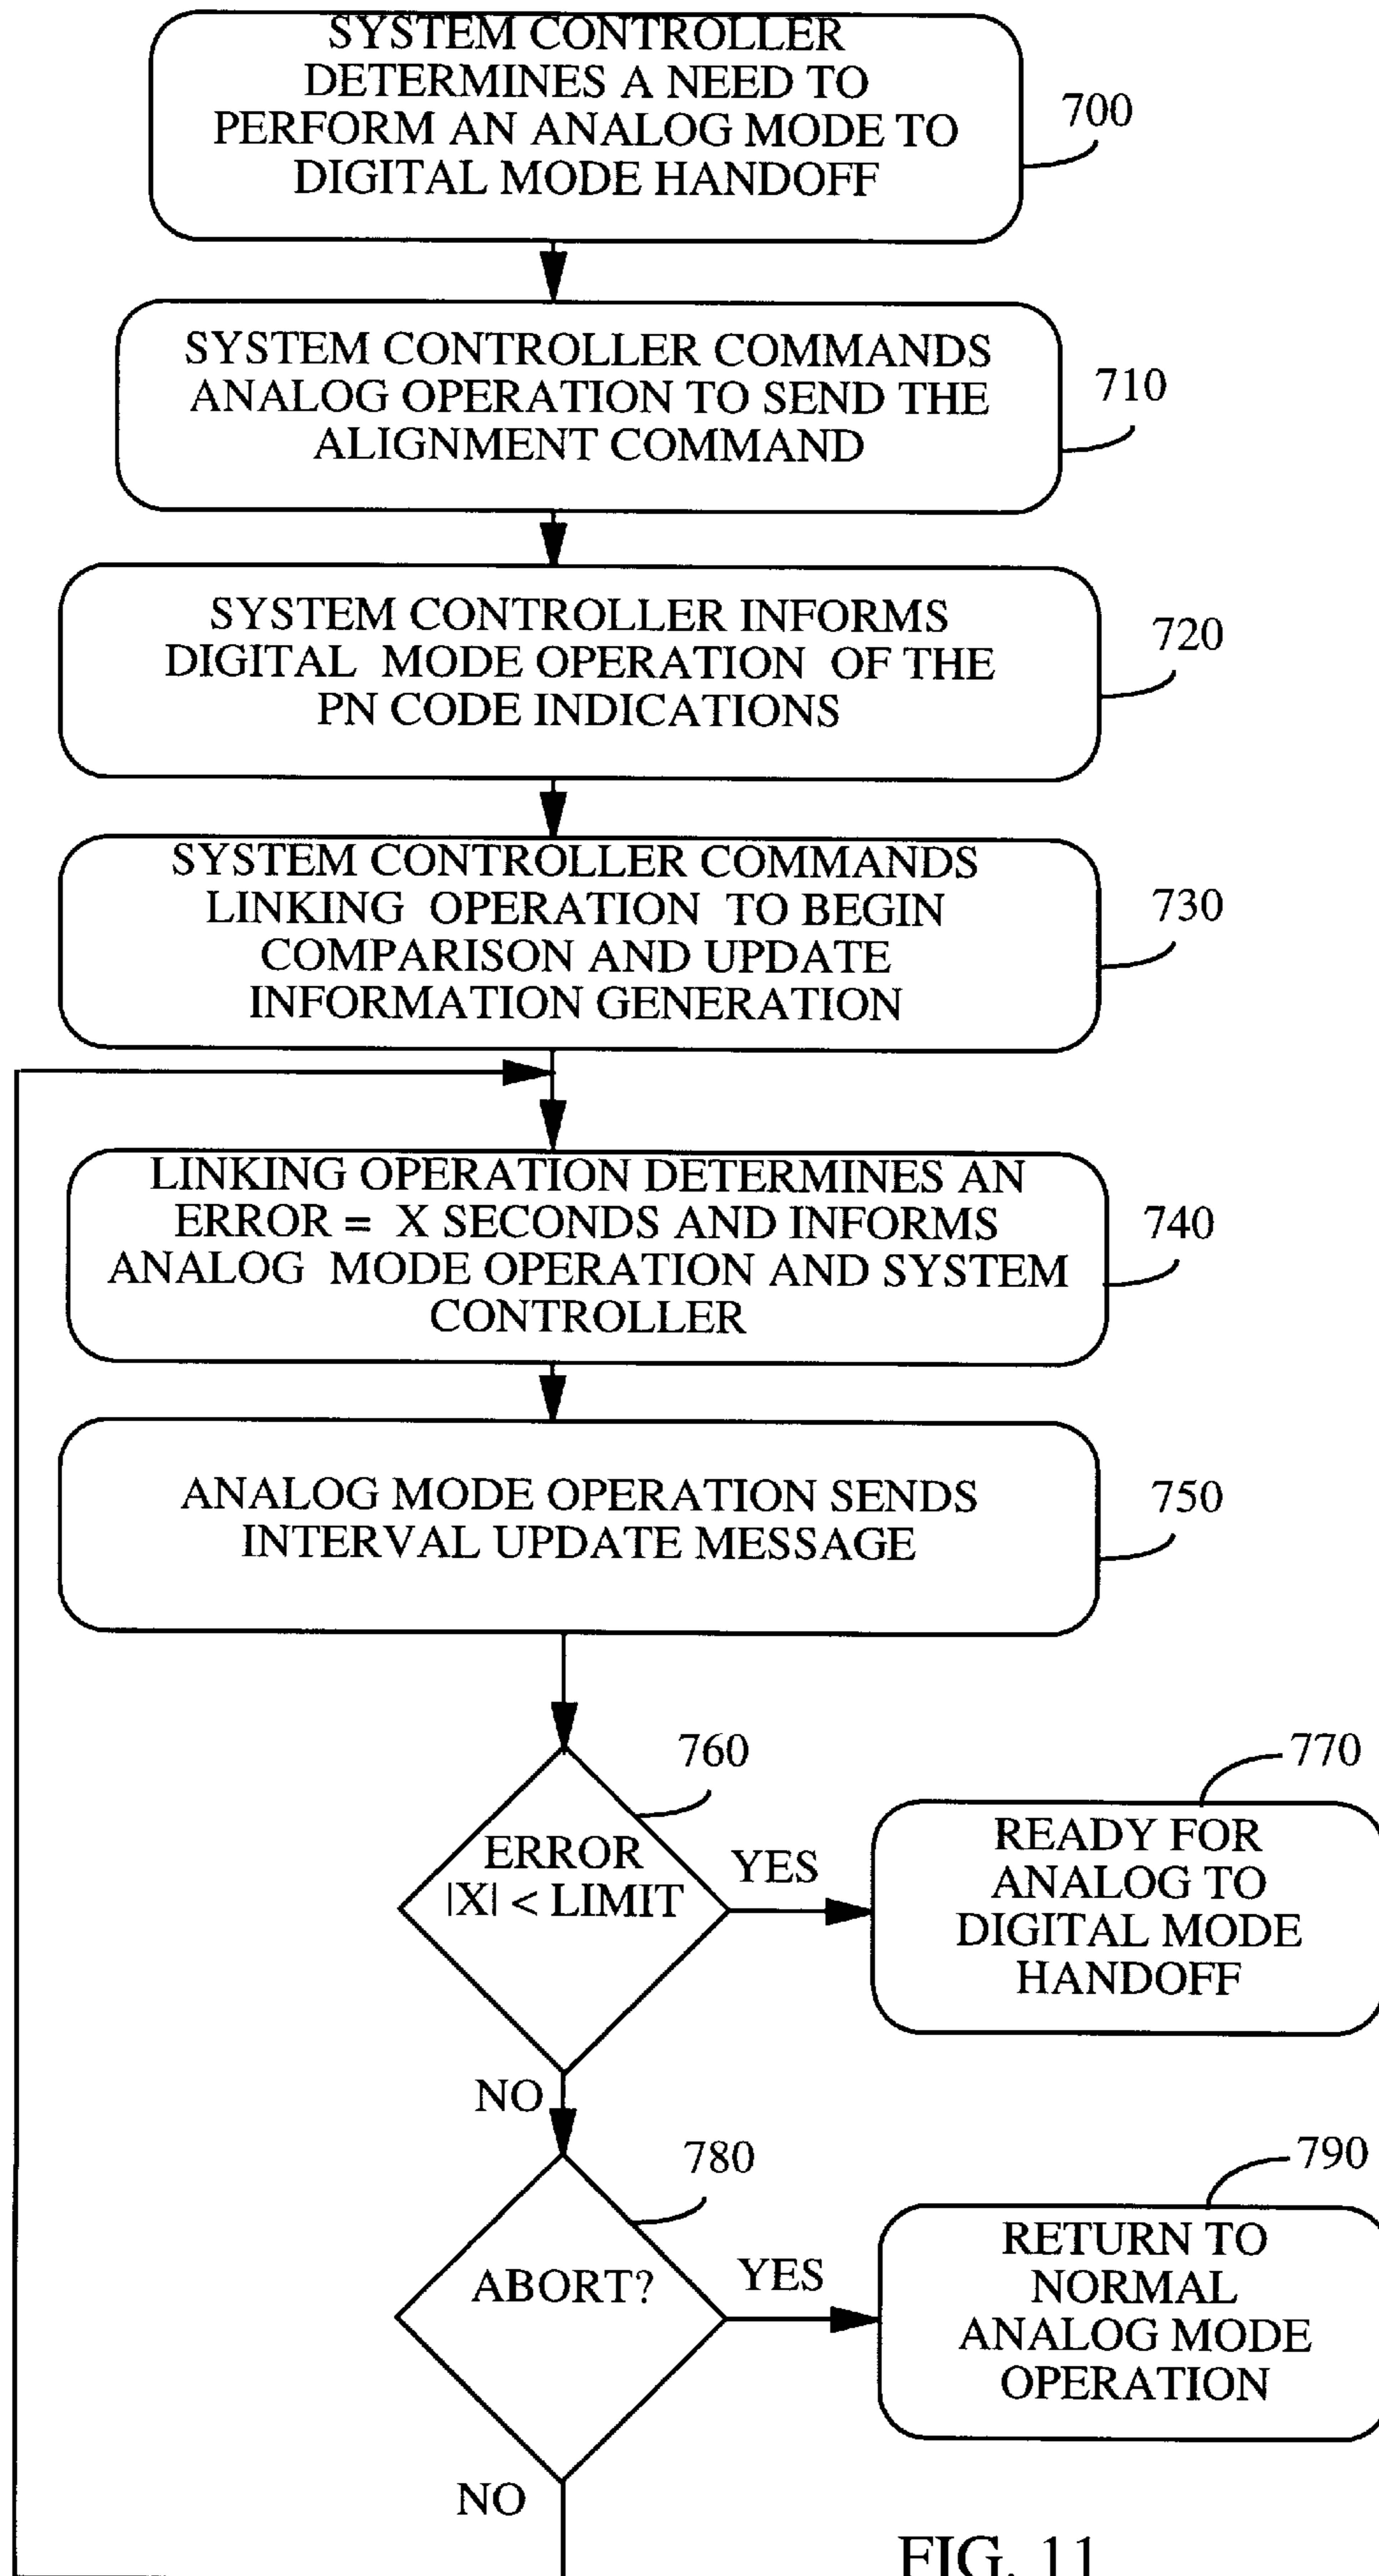 SYSTEM CONTROLLER
DETERMINES A NEED TO
PERFORM AN ANALOG MODE TO
DIGITAL MODE HANDOFF
700
SYSTEM CONTROLLER COMMANDS
ANALOG OPERATION TO SEND THE
ALIGNMENT COMMAND
710
SYSTEM CONTROLLER INFORMS
DIGITAL MODE OPERATION OF THE
PN CODE INDICATIONS
720
SYSTEM CONTROLLER COMMANDS
LINKING OPERATION TO BEGIN
COMPARISON AND UPDATE
INFORMATION GENERATION
730
LINKING OPERATION DETERMINES AN
ERROR = X SECONDS AND INFORMS
ANALOG MODE OPERATION AND SYSTEM
CONTROLLER
740
ANALOG MODE OPERATION SENDS
INTERVAL UPDATE MESSAGE
750
760
ERROR
|X| < LIMIT
YES
770
READY FOR
ANALOG TO
DIGITAL MODE
HANDOFF
NO
780
ABORT?
YES
790
RETURN TO
NORMAL
ANALOG MODE
OPERATION
NO
FIG. 11